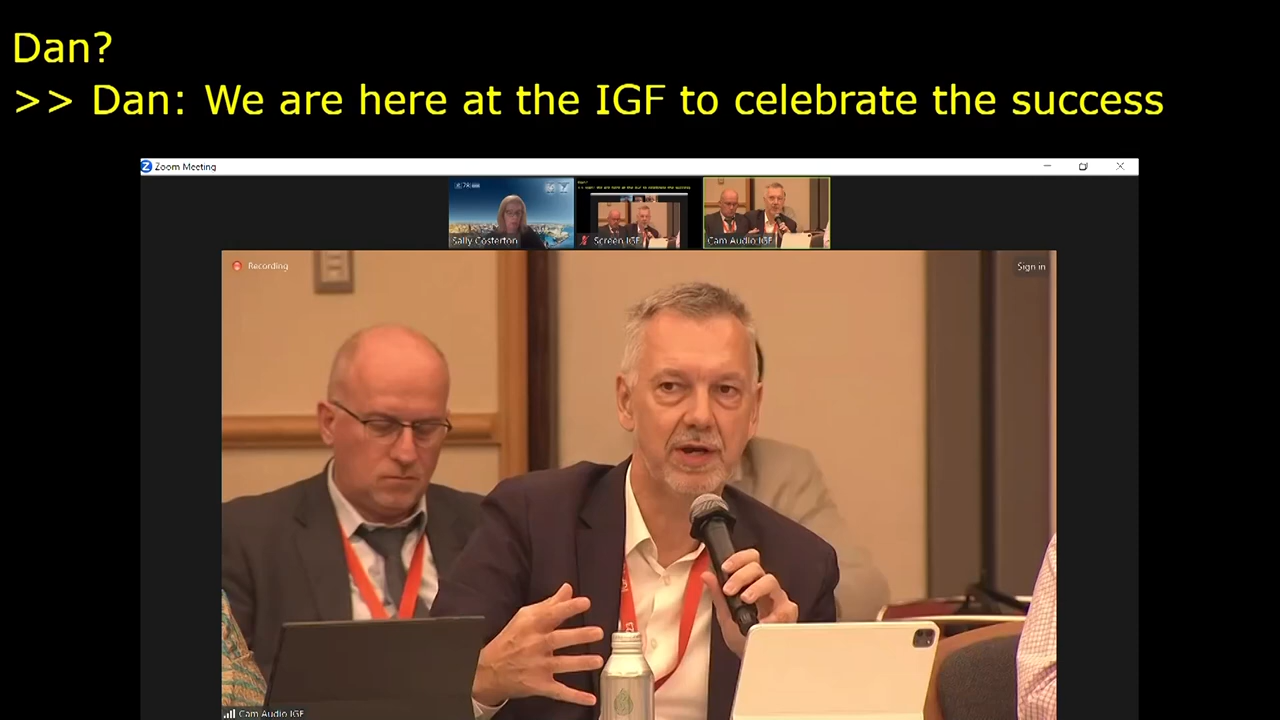 Dan?
>> Dan: We are here at the IGF to celebrate the success
Zoom Meeting
Sally Costerton
Screen IGF
Cam Audio IGF
Recording
Sign in
Cam Audio IGF